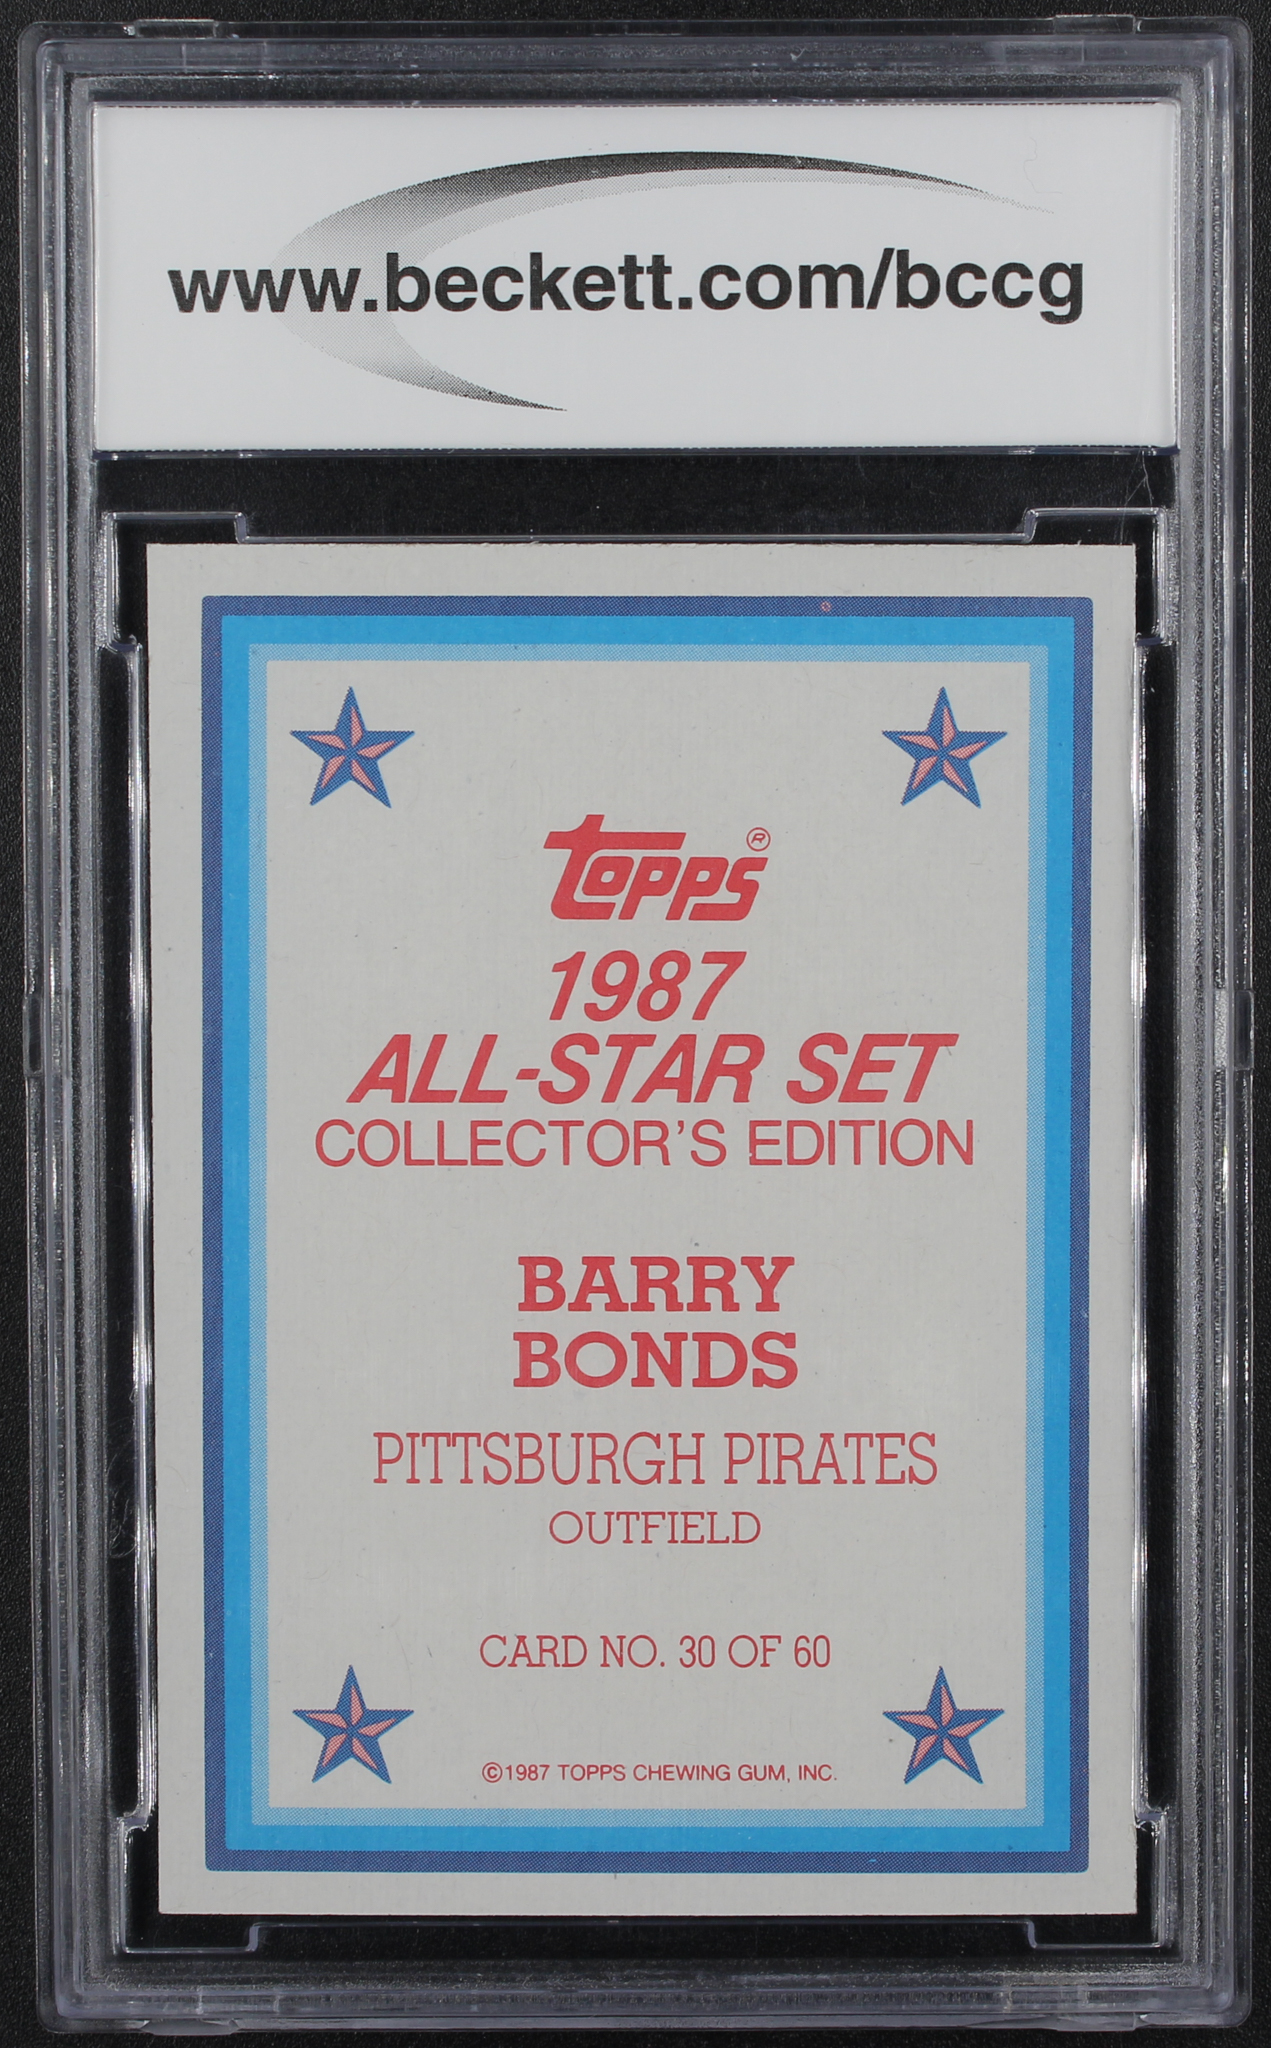 www.beckett.com/bccg
Topps®
1987
ALL-STAR SET
COLLECTOR'S EDITION
BARRY
BONDS
PITTSBURGH PIRATES
OUTFIELD
CARD NO. 30 OF 60
©1987 TOPPS CHEWING GUM, INC.